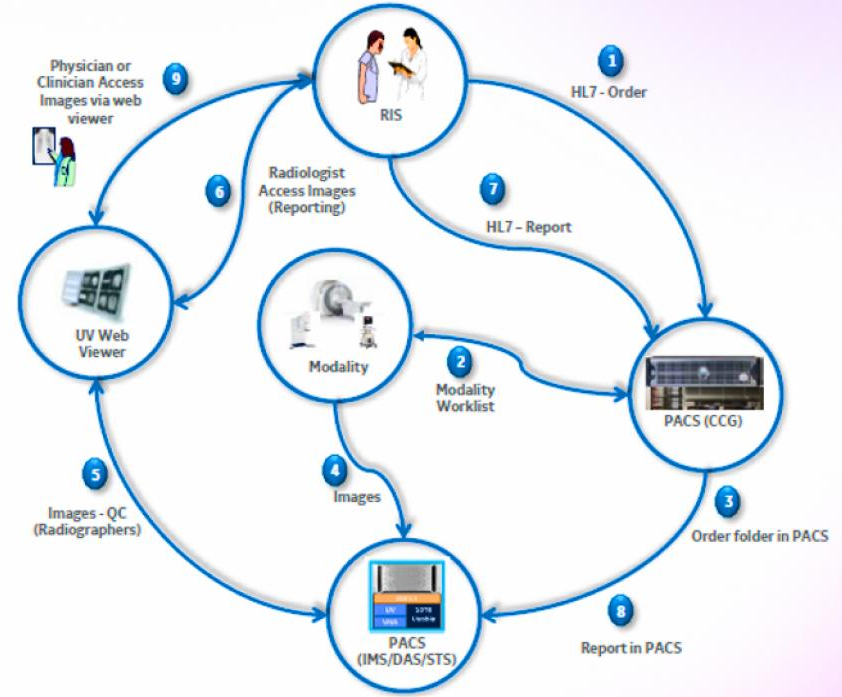 Physician or
Clinician Access
Images via web
viewer
9
RIS
1
HL7 - Order
6
Radiologist
Access Images
(Reporting)
7
HL7 - Report
UV Web
Viewer
Modality
2
Modality
Worklist
PACS (CCG)
5
Images - QC
(Radiographers)
4
Images
3
Order folder in PACS
UV
VNA
PACS
(IMS/DAS/STS)
8
Report in PACS